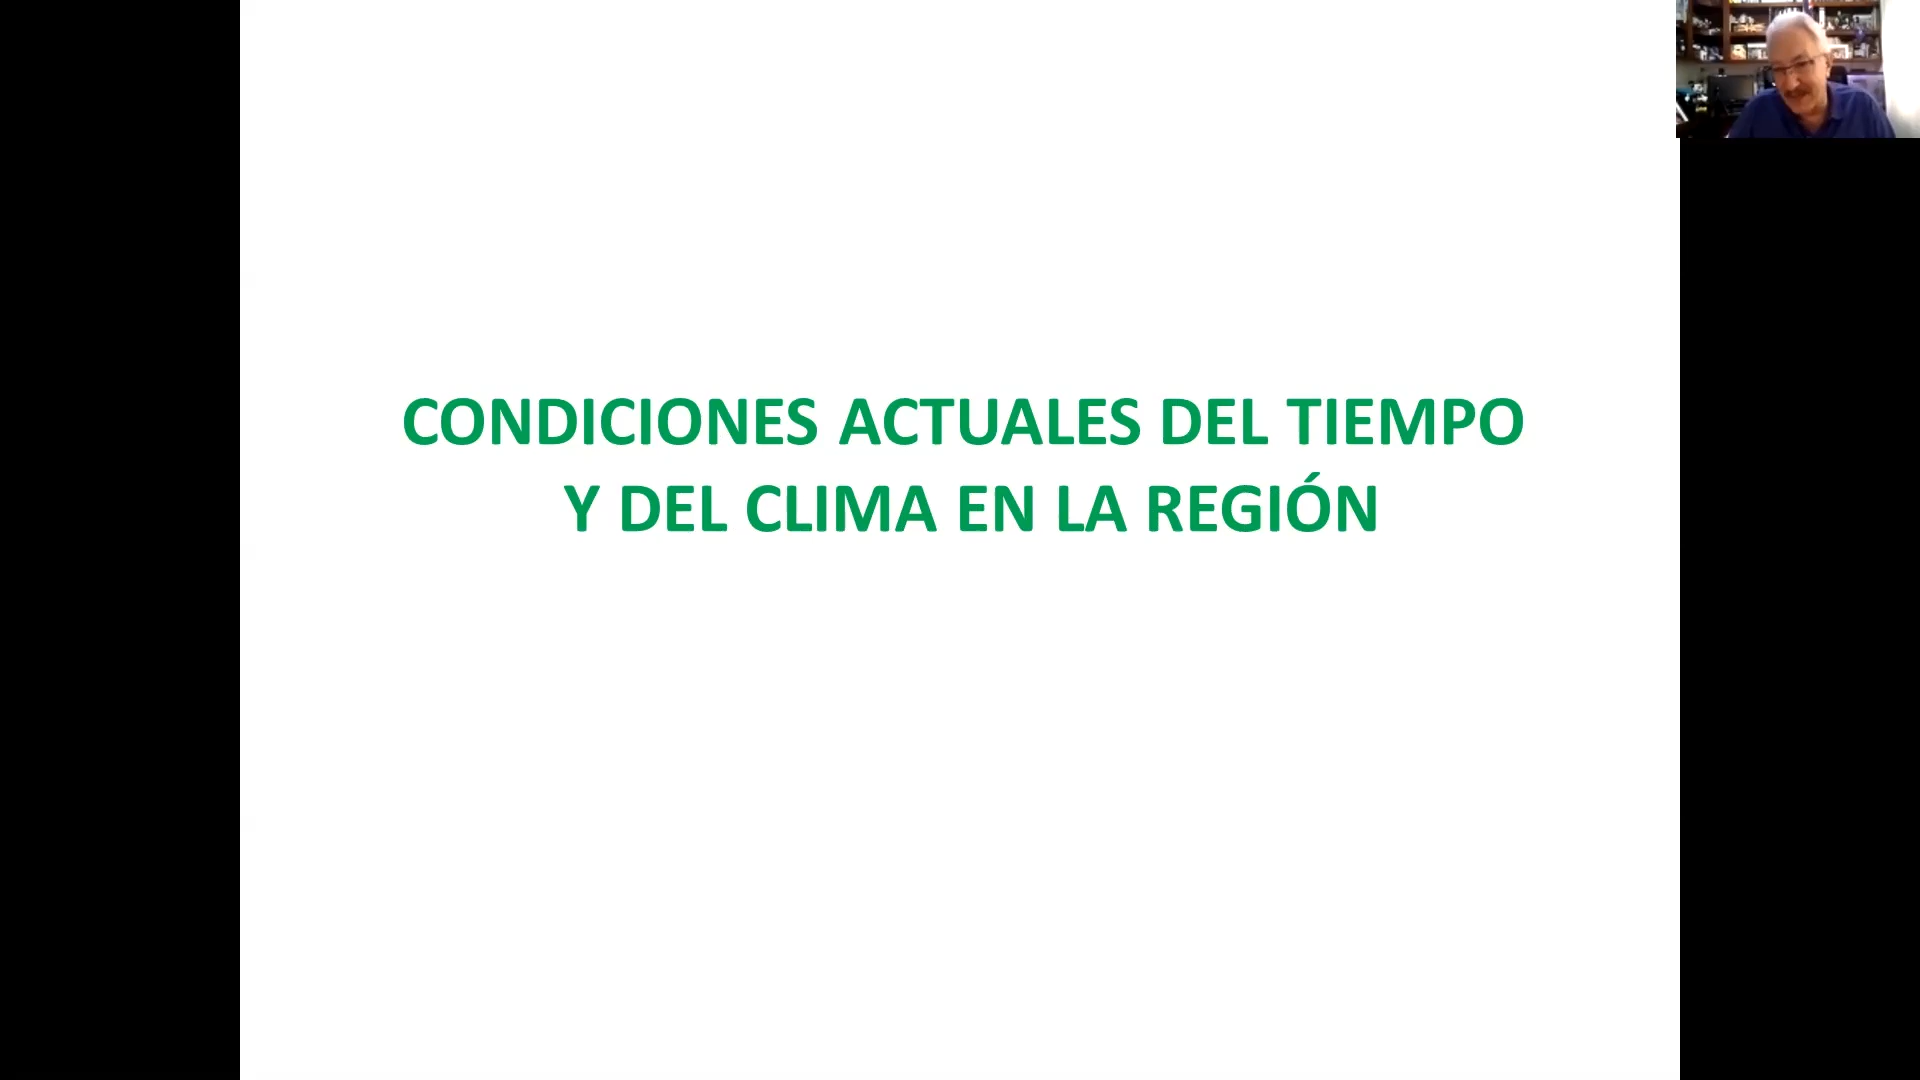 CONDICIONES ACTUALES DEL TIEMPO
Y DEL CLIMA EN LA REGIÓN